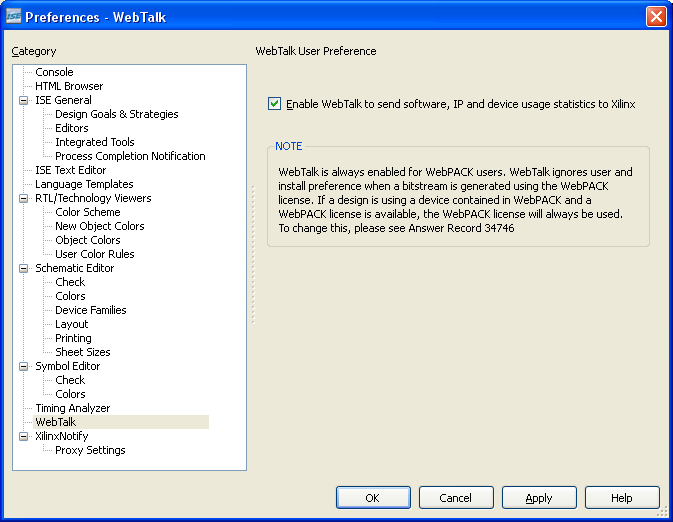 ISE Preferences - WebTalk
Category
Console
HTML Browser
ISE General
Design Goals & Strategies
Editors
Integrated Tools
Process Completion Notification
ISE Text Editor
Language Templates
RTL/Technology Viewers
Color Scheme
New Object Colors
Object Colors
User Color Rules
Schematic Editor
Check
Colors
Device Families
Layout
Printing
Sheet Sizes
Symbol Editor
Check
Colors
Timing Analyzer
WebTalk
XilinxNotify
Proxy Settings
WebTalk User Preference
Enable WebTalk to send software, IP and device usage statistics to Xilinx
NOTE
WebTalk is always enabled for WebPACK users. WebTalk ignores user and
install preference when a bitstream is generated using the WebPACK
license. If a design is using a device contained in WebPACK and a
WebPACK license is available, the WebPACK license will always be used.
To change this, please see Answer Record 34746
OK Cancel Apply Help